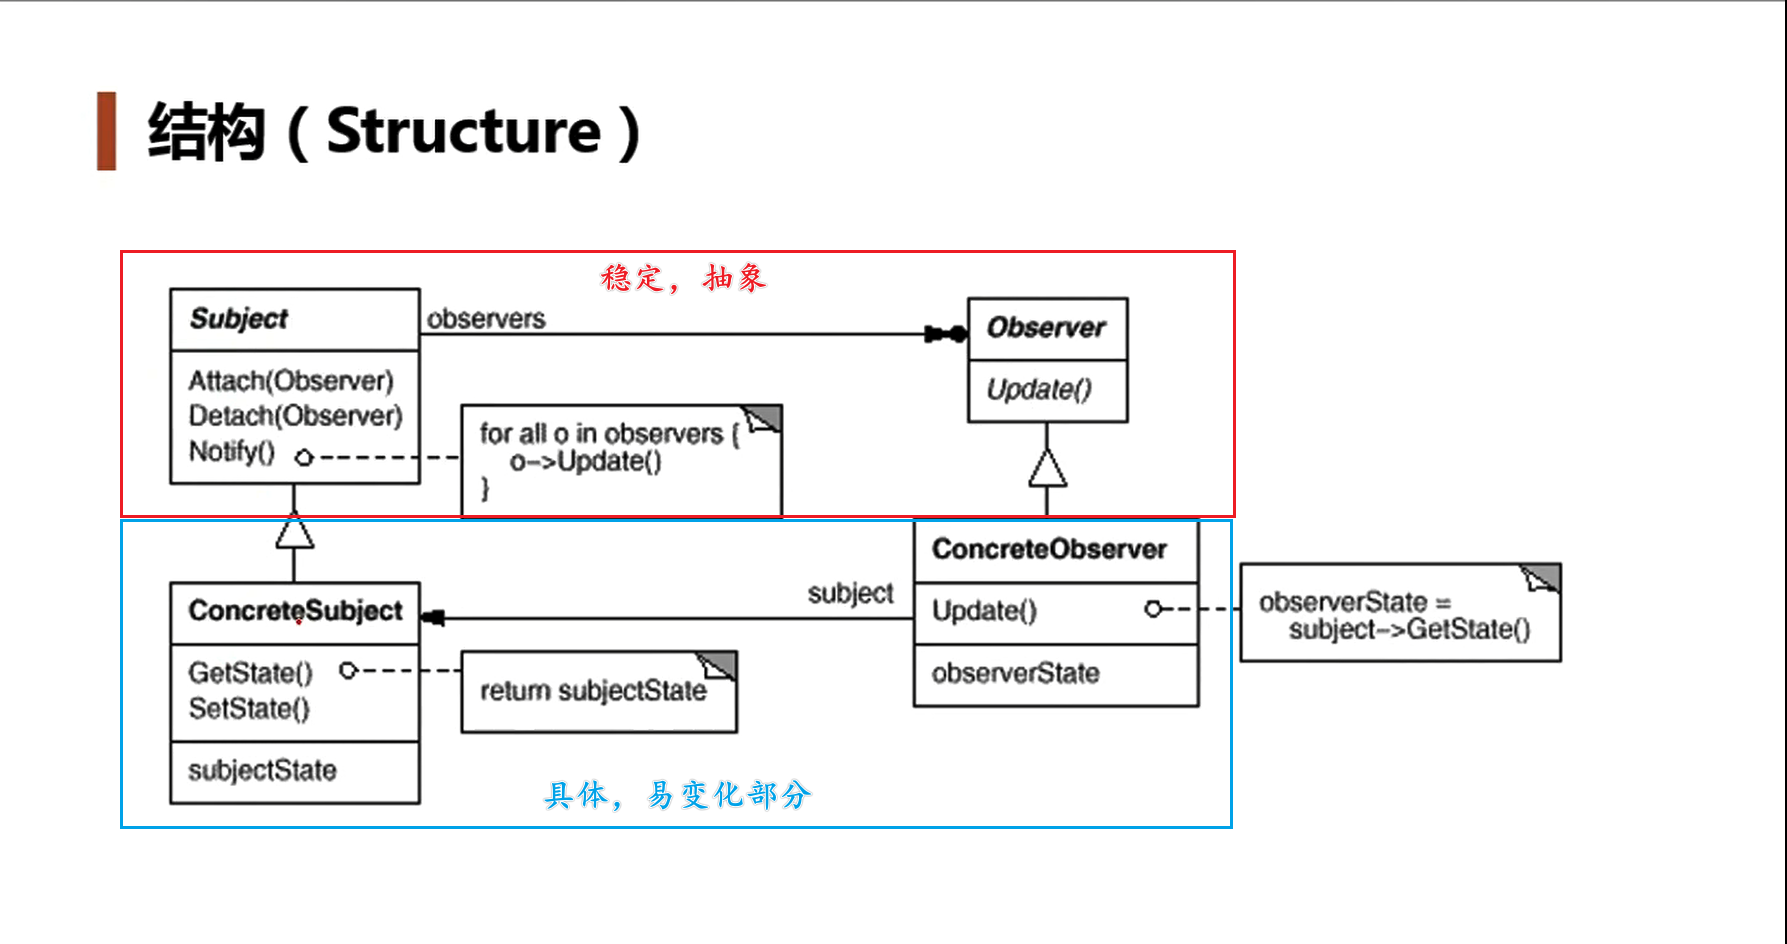 结构（Structure）
稳定，抽象
Subject
observers
Observer
Attach(Observer)
Detach(Observer)
Notify()
Update()
for all o in observers {
o->Update()
}
ConcreteObserver
subject
Update()
observerState
observerState =
subject->GetState()
ConcreteSubject
GetState()
SetState()
return subjectState
subjectState
具体，易变化部分